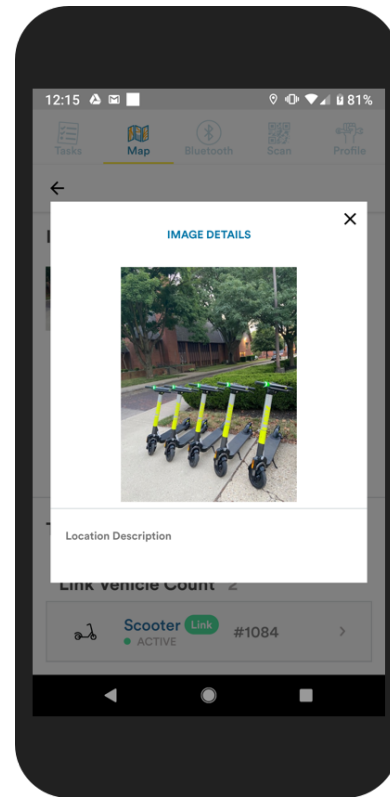 12:15 81%
Tasks Map Bluetooth Scan Profile
IMAGE DETAILS
Location Description
Link Vehicle Count 2
Scooter Link #1084
ACTIVE